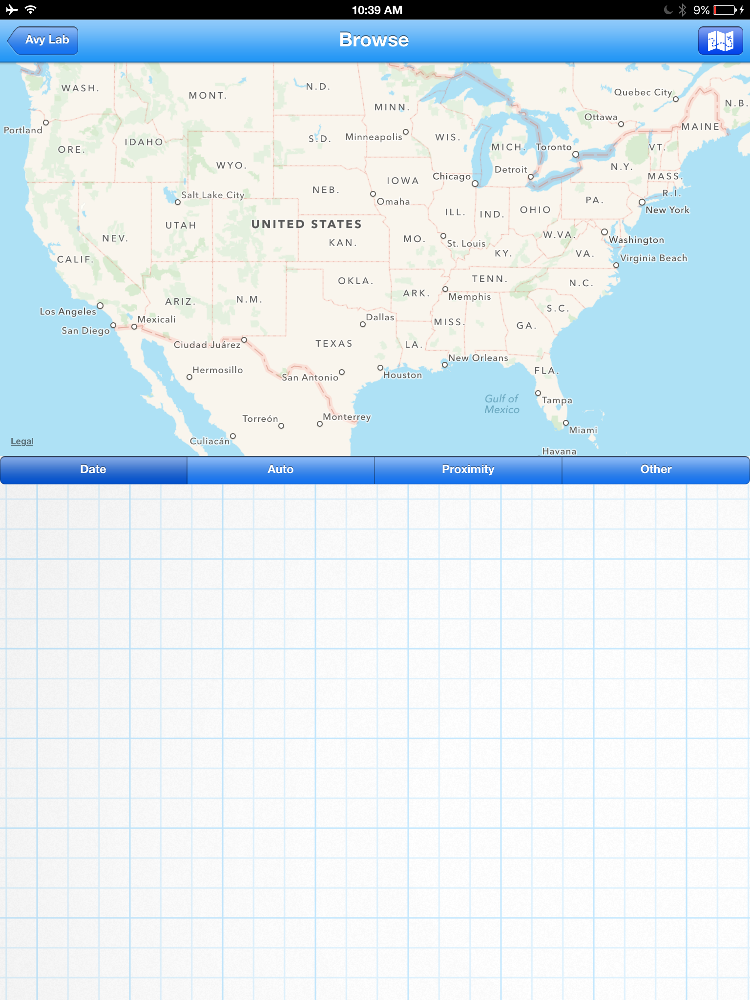 10:39 AM
9%
Avy Lab
Browse
WASH.
MONT.
N.D.
MINN.
Quebec City
N.B.
Ottawa
Portland
ORE.
IDAHO
S.D.
Minneapolis
WIS.
MICH.
Toronto
MAINE
VT.
WYO.
Detroit
N.Y.
MASS.
IOWA
Chicago
NEB.
R.I.
Salt Lake City
Omaha
PA.
New York
ILL.
IND.
OHIO
UNITED STATES
UTAH
NEV.
KAN.
MO.
St. Louis
W.VA.
Washington
KY.
VA.
Virginia Beach
CALIF.
OKLA.
TENN.
N.C.
ARK.
Memphis
ARIZ.
N.M.
Los Angeles
Mexicali
S.C.
Dallas
MISS.
GA.
San Diego
Ciudad Juárez
TEXAS
LA.
New Orleans
Hermosillo
San Antonio
Houston
FLA.
Gulf of
Mexico
Tampa
Torreón
Monterrey
Miami
Culiacán
Legal
Havana
Date
Auto
Proximity
Other